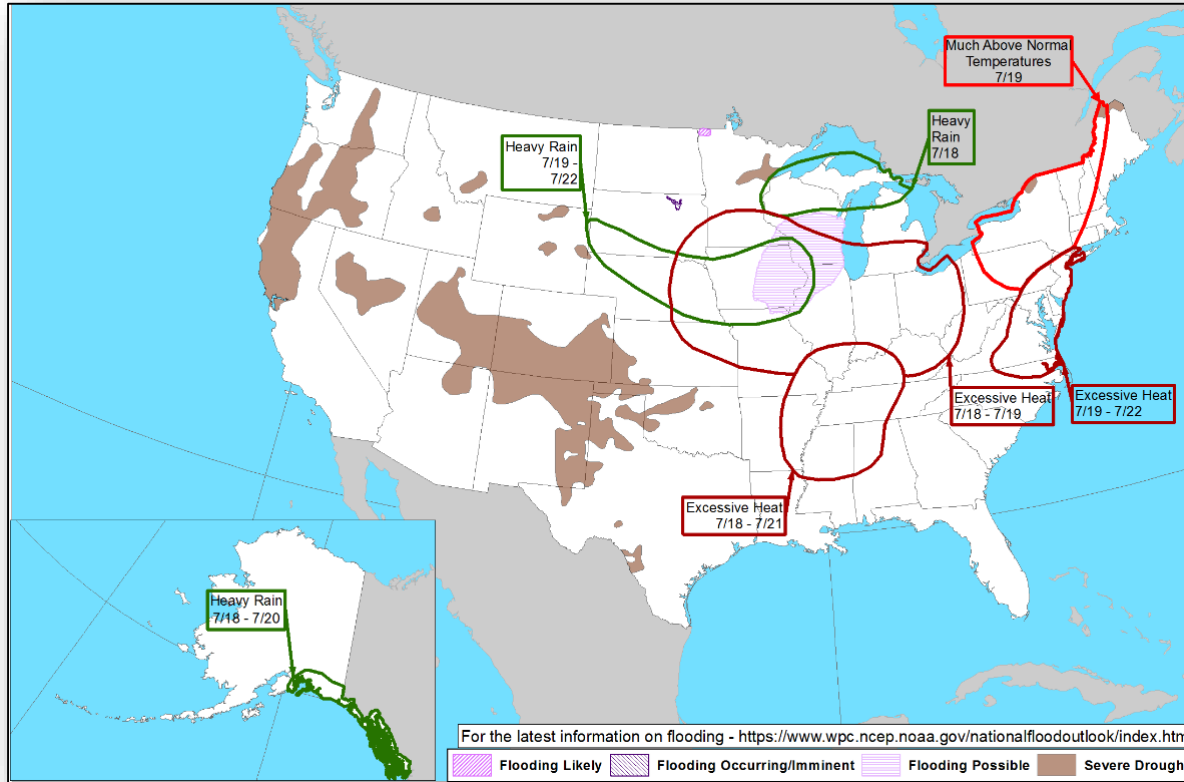 Much Above Normal
Temperatures
7/19
Heavy
Rain
7/18
Heavy Rain
7/19 -
7/22
Excessive Heat
7/18 - 7/19
Excessive Heat
7/19 - 7/22
Excessive Heat
7/18 - 7/21
Heavy Rain
7/18 - 7/20
For the latest information on flooding - https://www.wpc.ncep.noaa.gov/nationalfloodoutlook/index.htm
Flooding Likely
Flooding Occurring/Imminent
Flooding Possible
Severe Drough